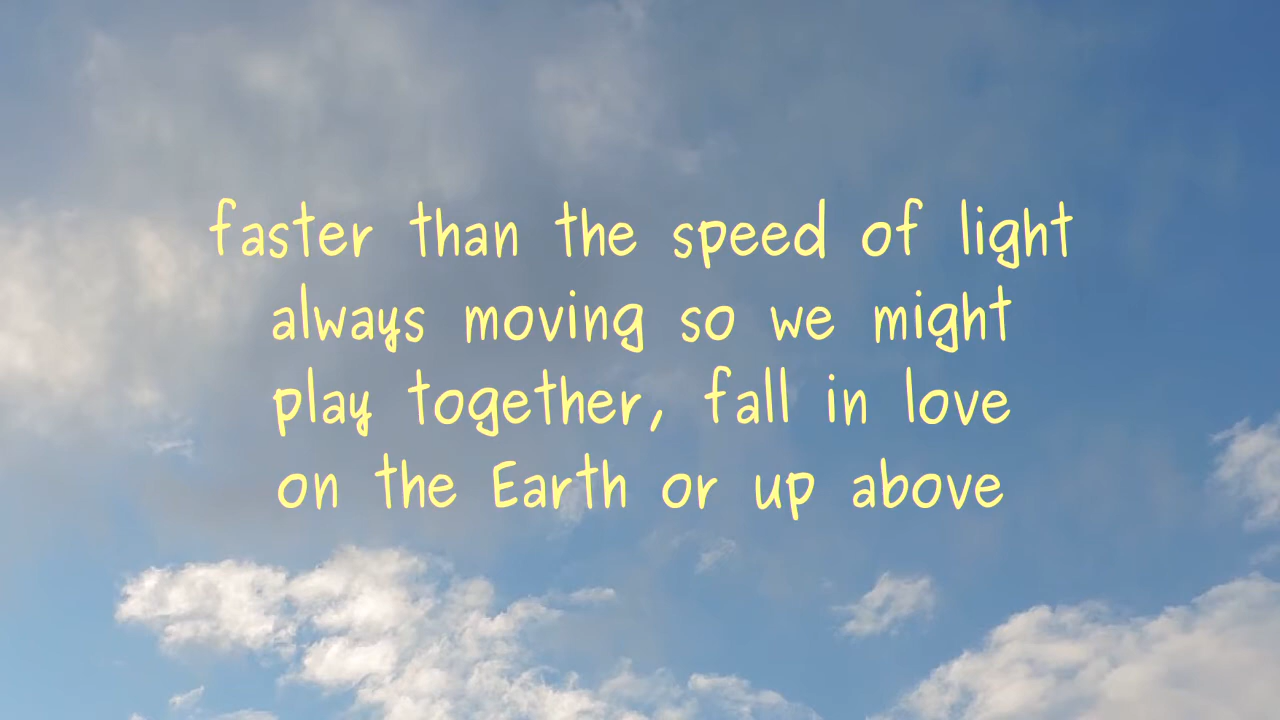 faster than the speed of light
always moving so we might
play together, fall in love
on the Earth or up above